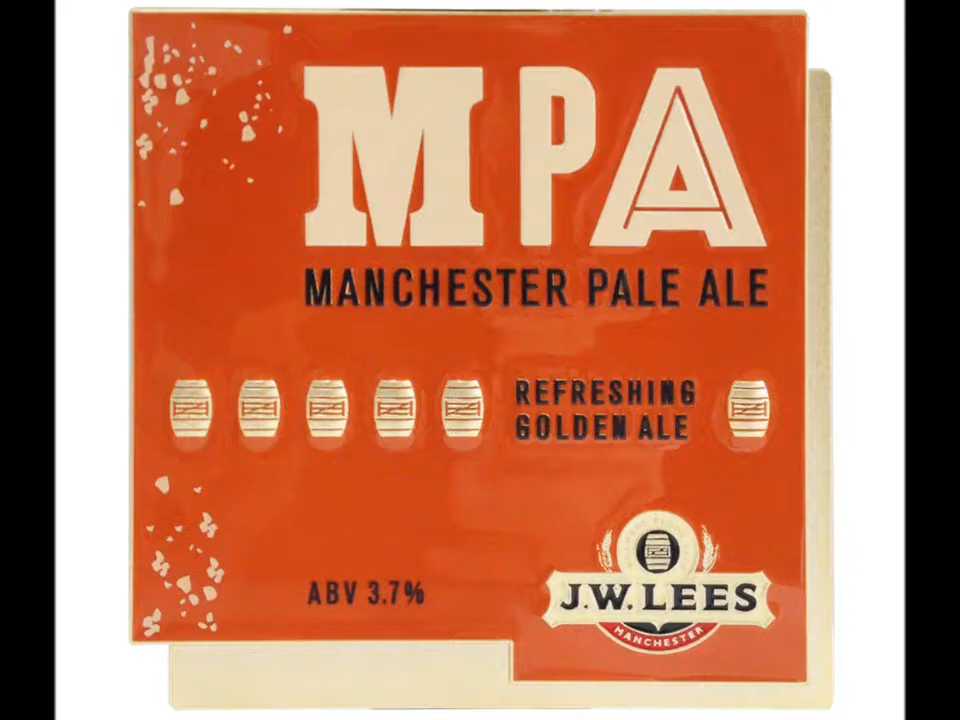 MPA
MANCHESTER PALE ALE
REFRESHING
GOLDEN ALE
ABV 3.7%
J.W.LEES
MANCHESTER